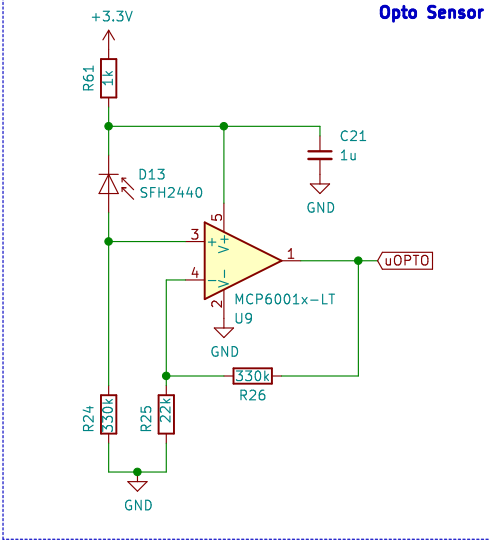 Opto Sensor
+3.3V
R61
1k
C21
1u
GND
D13
SFH2440
3
+
5
V+
1
uOPTO
4
-
V-
2
MCP6001x-LT
U9
GND
330k
R26
R24
330k
R25
22k
GND